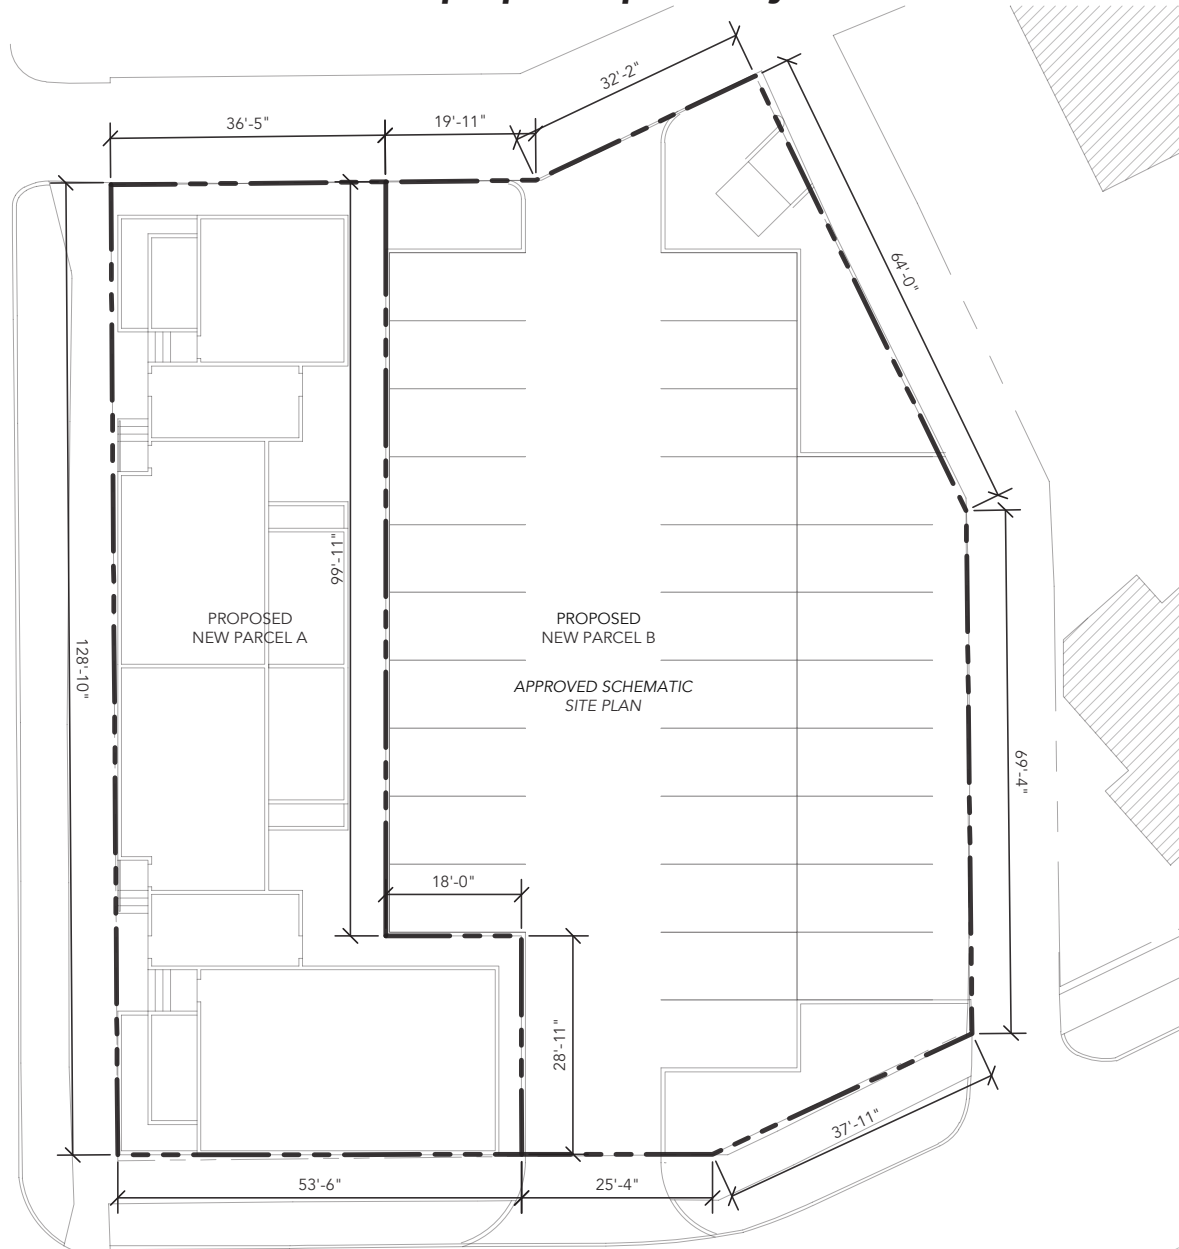 32'-2"
36'-5"
19'-11"
64'-0"
99'-11"
PROPOSED
NEW PARCEL A
PROPOSED
NEW PARCEL B
128'-10"
APPROVED SCHEMATIC
SITE PLAN
69'-4"
18'-0"
28'-11"
37'-11"
53'-6"
25'-4"